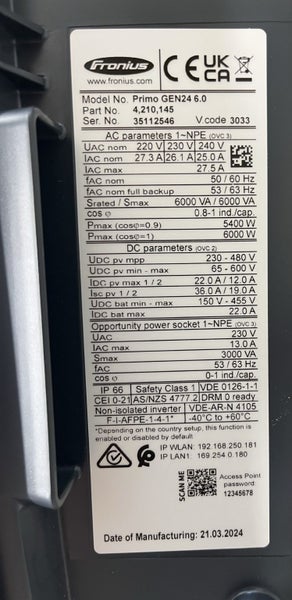 Fronius
www.fronius.com
CE UK CA
Model No. Primo GEN24 6.0
Part No. 4,210,145
Ser. No. 35112546 Vcode 3033
AC parameters 1~NPE (OVC 3)
UAC nom 220 V 230 V 240 V
IAC nom 27.3 A 26.1 A 25.0 A
IAC max 27.5 A
fAC nom 50 / 60 Hz
fAC nom full backup 53 / 63 Hz
Srated / Smax 6000 VA / 6000 VA
cos φ 0.8-1 ind./cap.
Pmax (cosφ=0.9) 5400 W
Pmax (cosφ=1) 6000 W
DC parameters (OVC 2)
UDC pv mpp 230 - 480 V
UDC pv min - max 65 - 600 V
IDC pv max 1 / 2 22.0 A / 12.0 A
Isc pv 1 / 2 36.0 A / 19.0 A
UDC bat min - max 150 V - 455 V
IDC bat max 22.0 A
Opportunity power socket 1~NPE (OVC 3)
UAC 230 V
IAC max 13.0 A
Smax 3000 VA
fAC 53 / 63 Hz
cos φ 0-1 ind./cap.
IP 66 Safety Class 1 VDE 0126-1-1
CEI 0-21 AS/NZS 4777.2 DRM 0 ready
Non-isolated inverter VDE-AR-N 4105
F-I-AFPE-1-4-1* -40°C to +60°C
*Depending on the country setup, this function is
enabled or disabled by default
IP WLAN: 192.168.250.181
IP LAN1: 169.254.0.180
SCAN ME
Access Point
password:
12345678
Date of Manufacturing: 21.03.2024